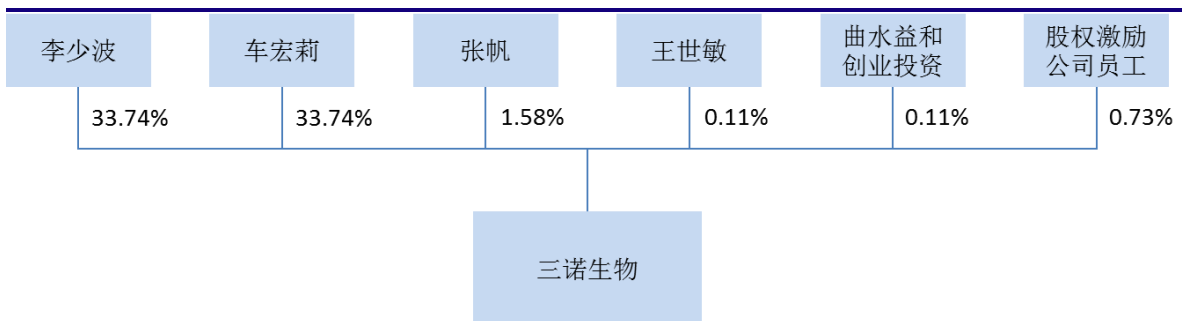 李少波
车宏莉
张帆
王世敏
曲水益和
创业投资
股权激励
公司员工
33.74%
33.74%
1.58%
0.11%
0.11%
0.73%
三诺生物